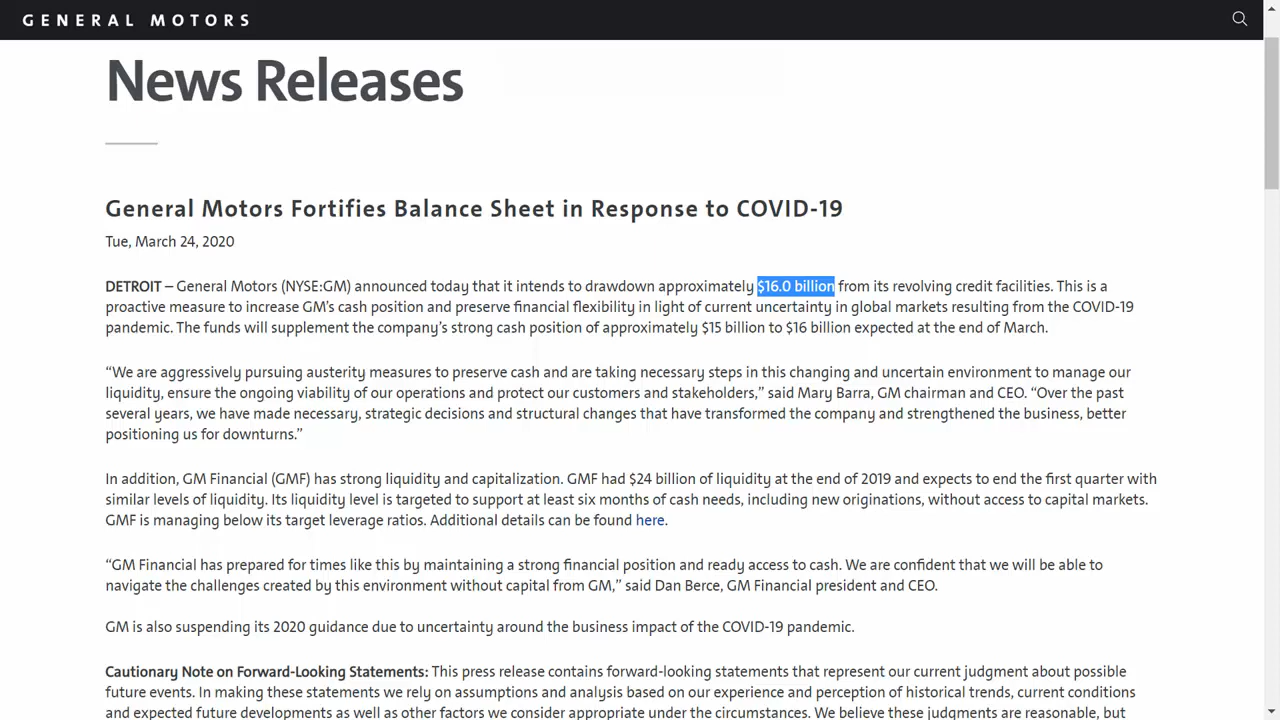 GENERAL MOTORS
News Releases
General Motors Fortifies Balance Sheet in Response to COVID-19
Tue, March 24, 2020
DETROIT – General Motors (NYSE:GM) announced today that it intends to drawdown approximately $16.0 billion from its revolving credit facilities. This is a
proactive measure to increase GM’s cash position and preserve financial flexibility in light of current uncertainty in global markets resulting from the COVID-19
pandemic. The funds will supplement the company’s strong cash position of approximately $15 billion to $16 billion expected at the end of March.
“We are aggressively pursuing austerity measures to preserve cash and are taking necessary steps in this changing and uncertain environment to manage our
liquidity, ensure the ongoing viability of our operations and protect our customers and stakeholders,” said Mary Barra, GM chairman and CEO. “Over the past
several years, we have made necessary, strategic decisions and structural changes that have transformed the company and strengthened the business, better
positioning us for downturns.”
In addition, GM Financial (GMF) has strong liquidity and capitalization. GMF had $24 billion of liquidity at the end of 2019 and expects to end the first quarter with
similar levels of liquidity. Its liquidity level is targeted to support at least six months of cash needs, including new originations, without access to capital markets.
GMF is managing below its target leverage ratios. Additional details can be found here.
“GM Financial has prepared for times like this by maintaining a strong financial position and ready access to cash. We are confident that we will be able to
navigate the challenges created by this environment without capital from GM,” said Dan Berce, GM Financial president and CEO.
GM is also suspending its 2020 guidance due to uncertainty around the business impact of the COVID-19 pandemic.
Cautionary Note on Forward-Looking Statements: This press release contains forward-looking statements that represent our current judgment about possible
future events. In making these statements we rely on assumptions and analysis based on our experience and perception of historical trends, current conditions
and expected future developments as well as other factors we consider appropriate under the circumstances. We believe these judgments are reasonable, but